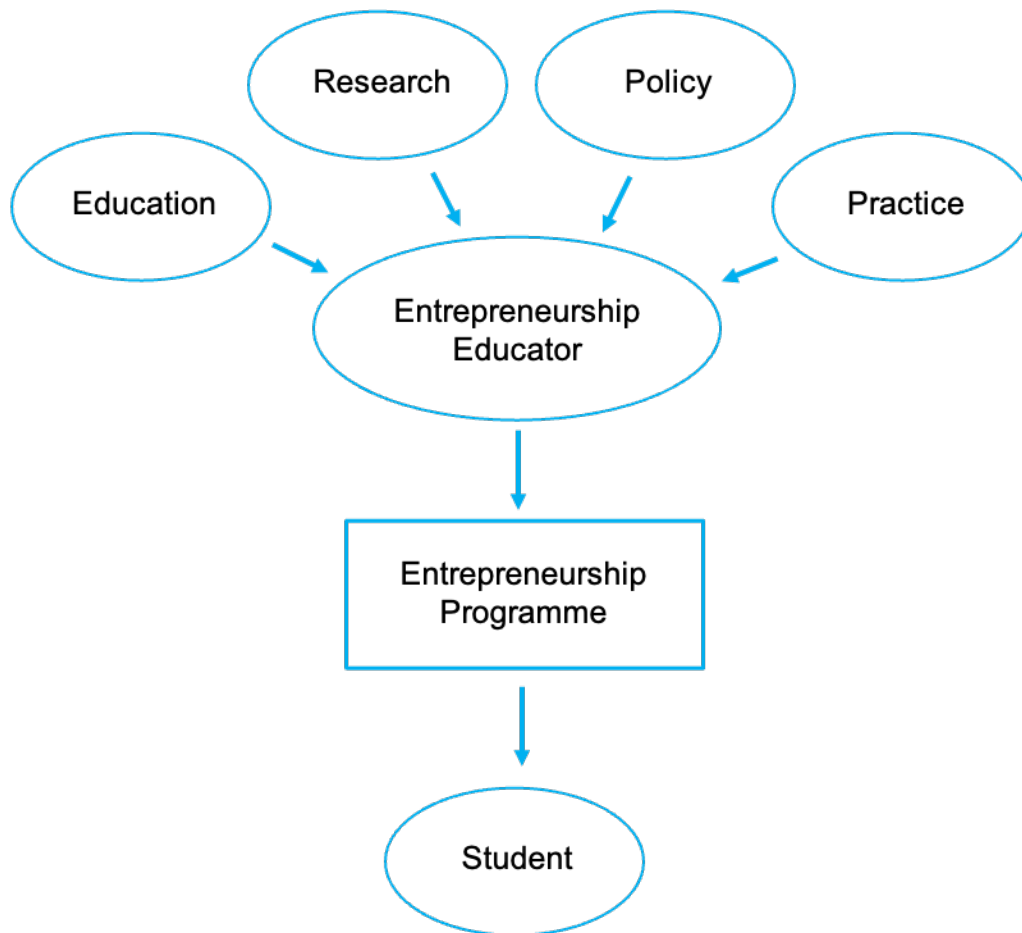 Research
Policy
Education
Practice
Entrepreneurship
Educator
Entrepreneurship
Programme
Student